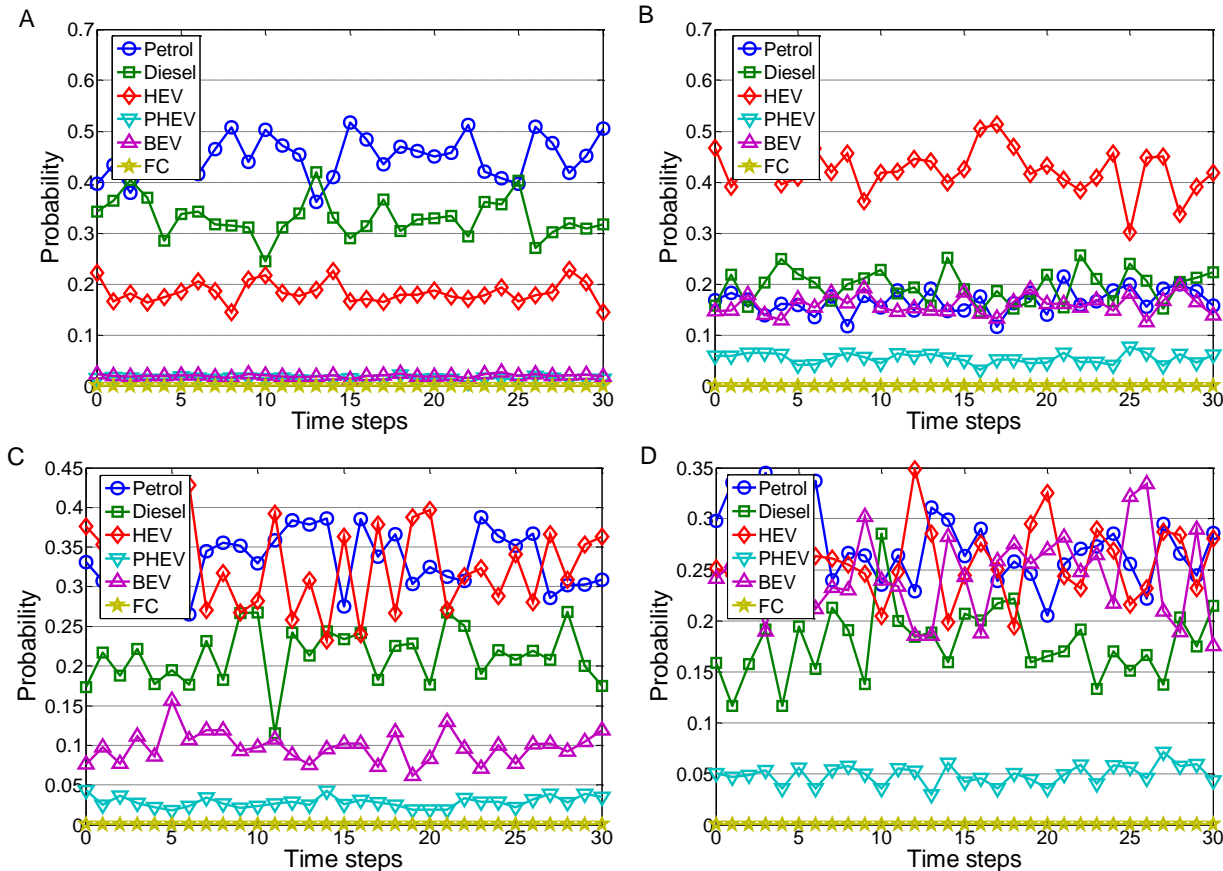 A
0.7
0.6
0.5
0.4
0.3
0.2
0.1
0
Probability
Petrol
Diesel
HEV
PHEV
BEV
FC
0 5 10 15 20 25 30
Time steps
B
0.7
0.6
0.5
0.4
0.3
0.2
0.1
0
Probability
Petrol
Diesel
HEV
PHEV
BEV
FC
0 5 10 15 20 25 30
Time steps
C
0.45
0.4
0.35
0.3
0.25
0.2
0.15
0.1
0.05
0
Probability
Petrol
Diesel
HEV
PHEV
BEV
FC
0 5 10 15 20 25 30
Time steps
D
0.35
0.3
0.25
0.2
0.15
0.1
0.05
0
Probability
Petrol
Diesel
HEV
PHEV
BEV
FC
0 5 10 15 20 25 30
Time steps